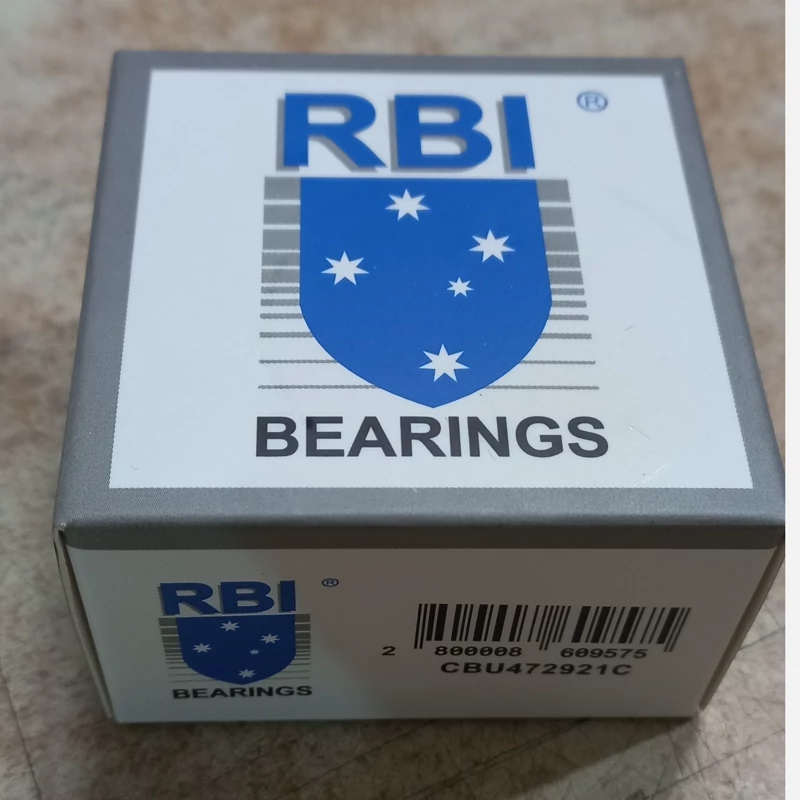 RBI ®
BEARINGS
RBI ®
BEARINGS
2 800008 609575
CBU472921C